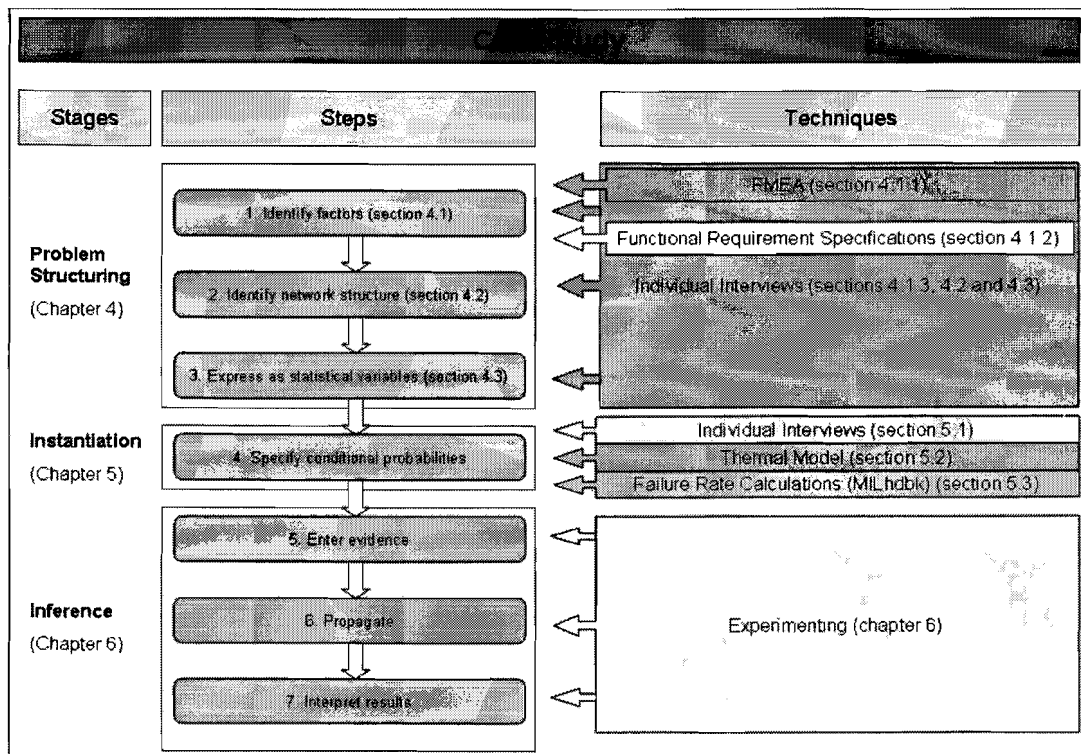 Case Study
Stages
Steps
Techniques
Problem
Structuring
(Chapter 4)
1. Identify factors (section 4.1)
2. Identify network structure (section 4.2)
3. Express as statistical variables (section 4.3)
FMEA (section 4.1.1)
Functional Requirement Specifications (section 4.1.2)
Individual Interviews (sections 4.1.3, 4.2 and 4.3)
Instantiation
(Chapter 5)
4. Specify conditional probabilities
Individual Interviews (section 5.1)
Thermal Model (section 5.2)
Failure Rate Calculations (MILhdbk) (section 5.3)
Inference
(Chapter 6)
5. Enter evidence
6. Propagate
7. Interpret results
Experimenting (chapter 6)